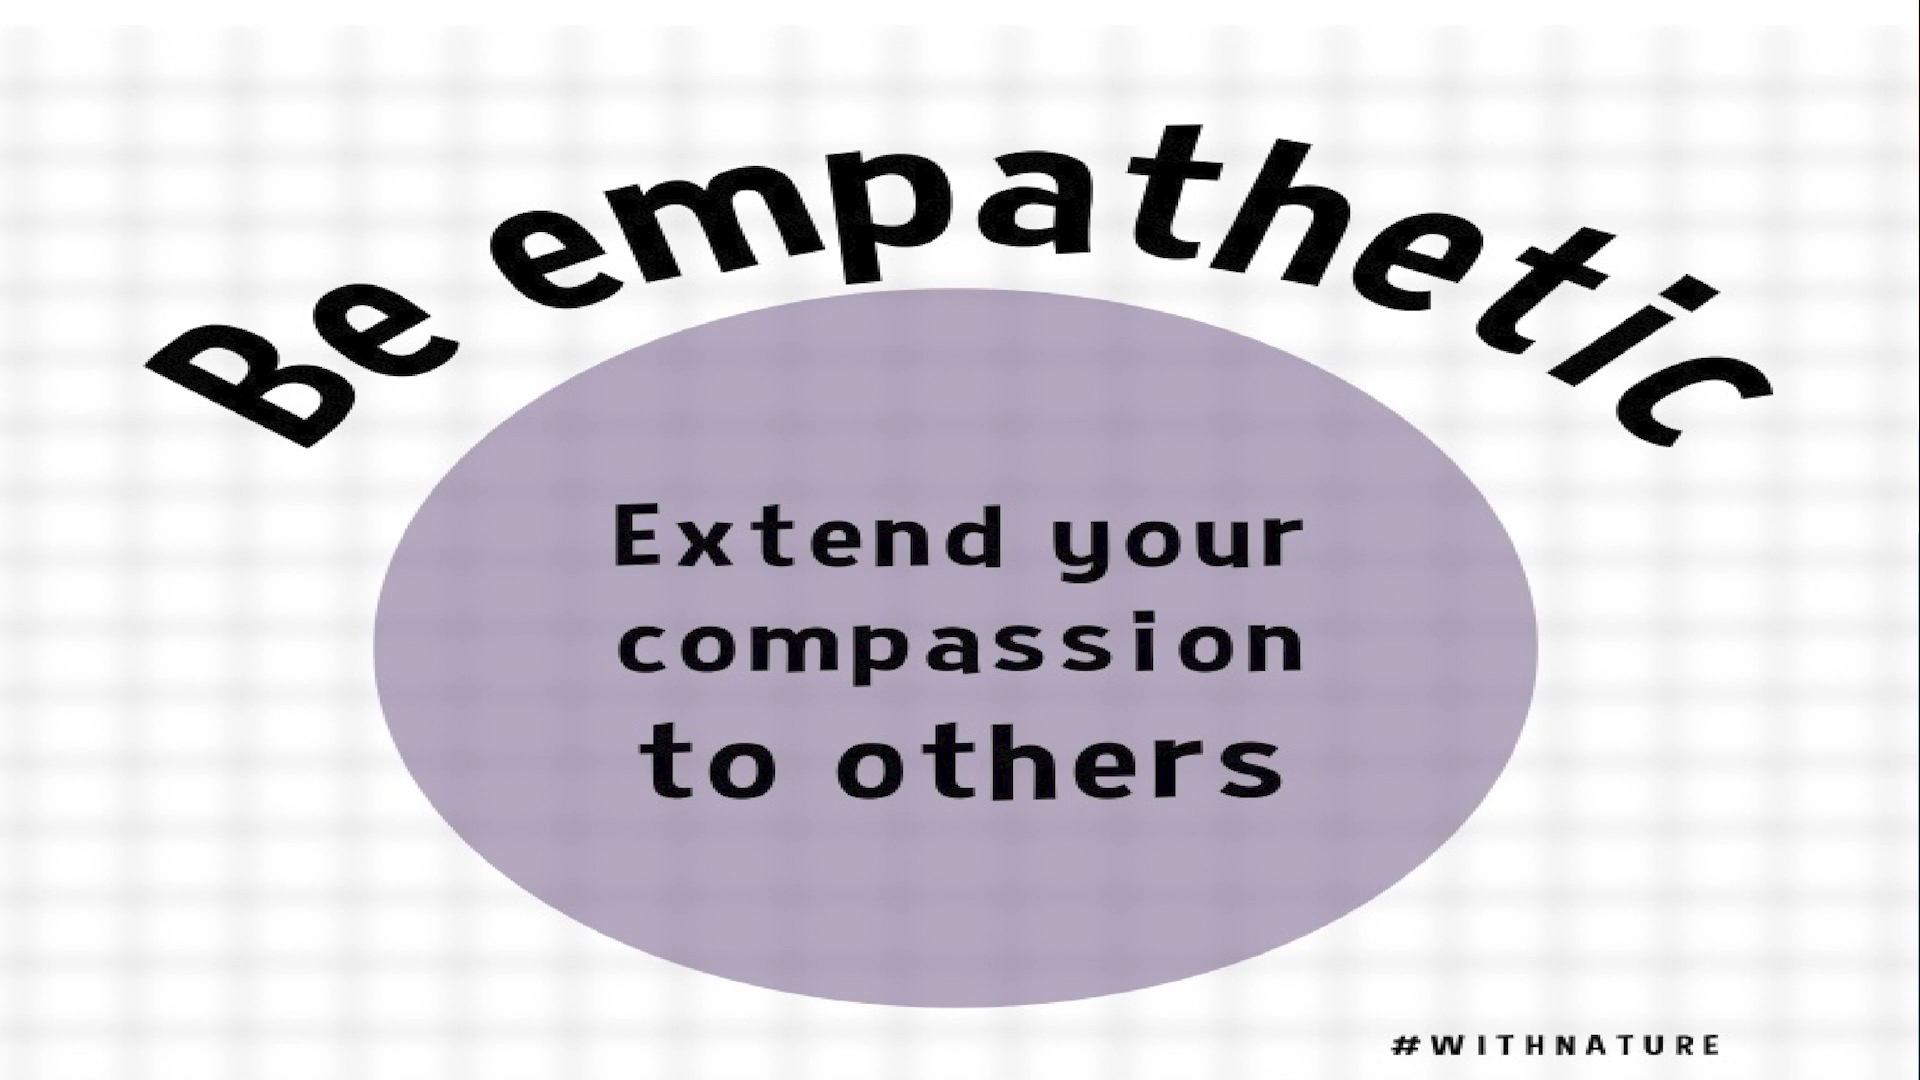 Be empathetic
Extend your
compassion
to others
#WITHNATURE